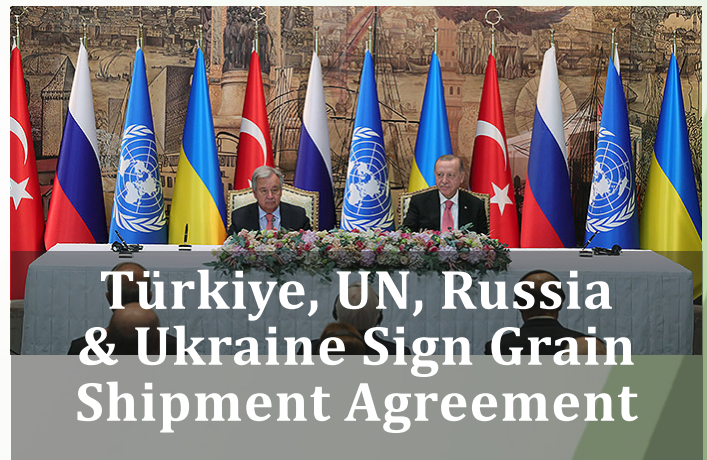 Türkiye, UN, Russia
& Ukraine Sign Grain
Shipment Agreement